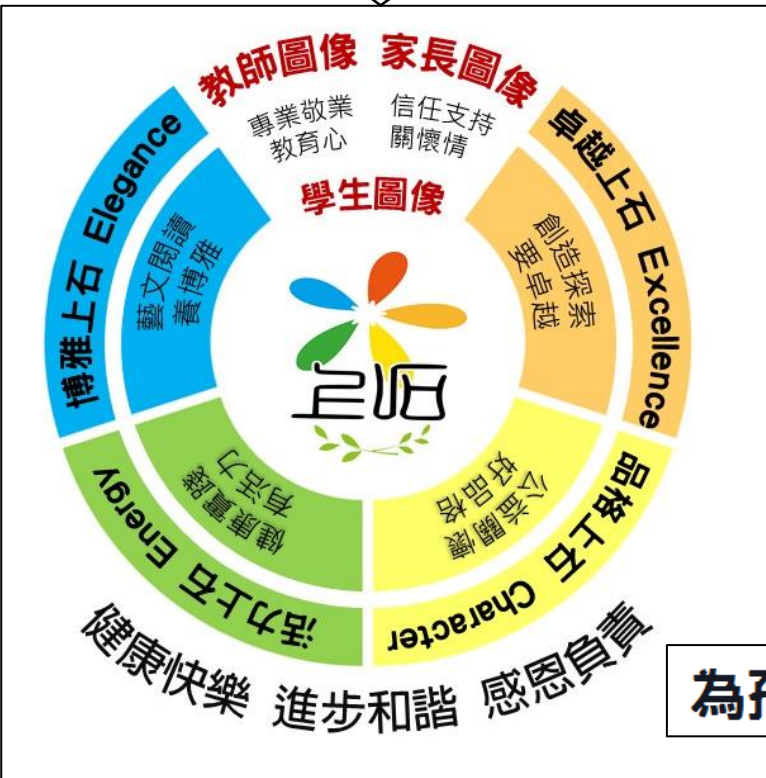 教師圖像 家長圖像
專業敬業
教育心
信任支持
關懷情
學生圖像
博雅上石 Elegance
藝文閱讀
養博雅
卓越上石 Excellence
創造探索
要卓越
上石
活力上石 Energy
健康實踐
有活力
品格上石 Character
公益關懷
好品格
健康快樂 進步和諧 感恩負責
為